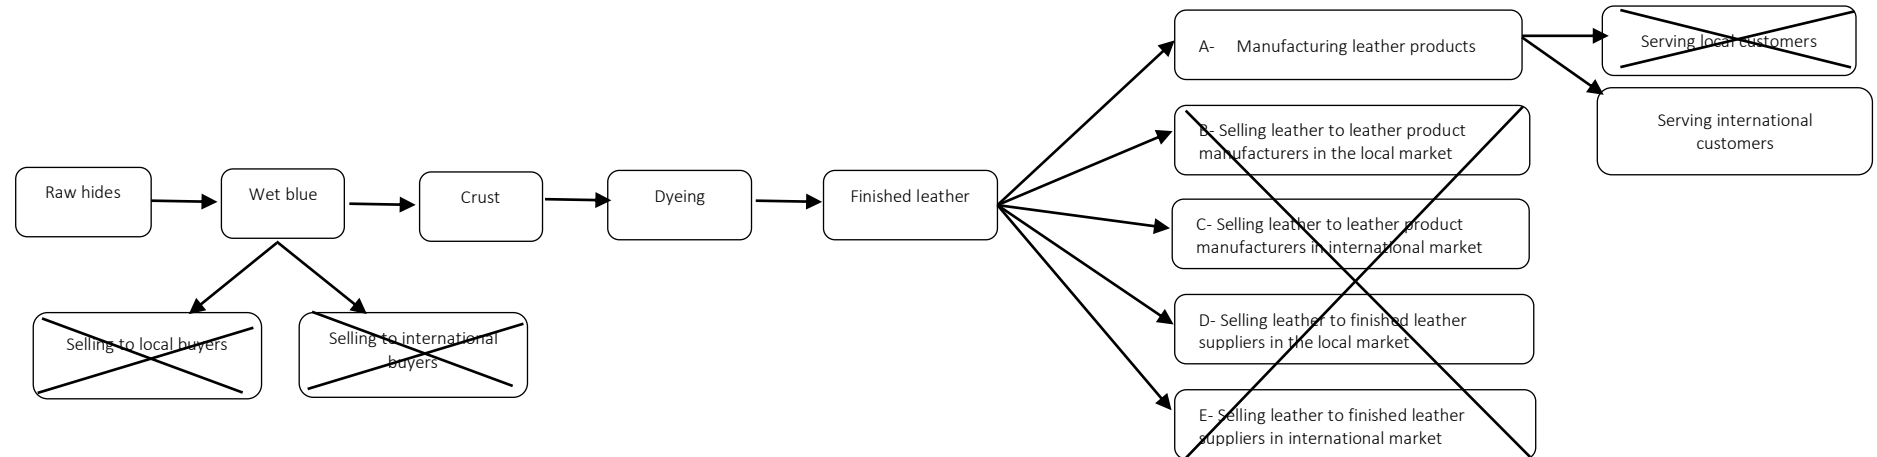 Raw hides
Wet blue
Crust
Dyeing
Finished leather
Selling to local buyers
Selling to international
buyers
A- Manufacturing leather products
B- Selling leather to leather product
manufacturers in the local market
C- Selling leather to leather product
manufacturers in international market
D- Selling leather to finished leather
suppliers in the local market
E- Selling leather to finished leather
suppliers in international market
Serving local customers
Serving international
customers